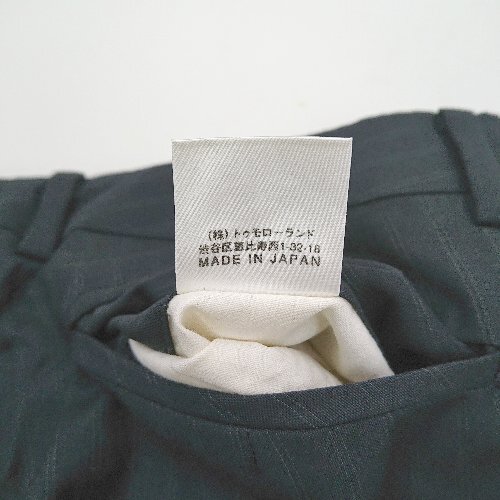 (株)トゥモローランド
渋谷区恵比寿西1-32-18
MADE IN JAPAN